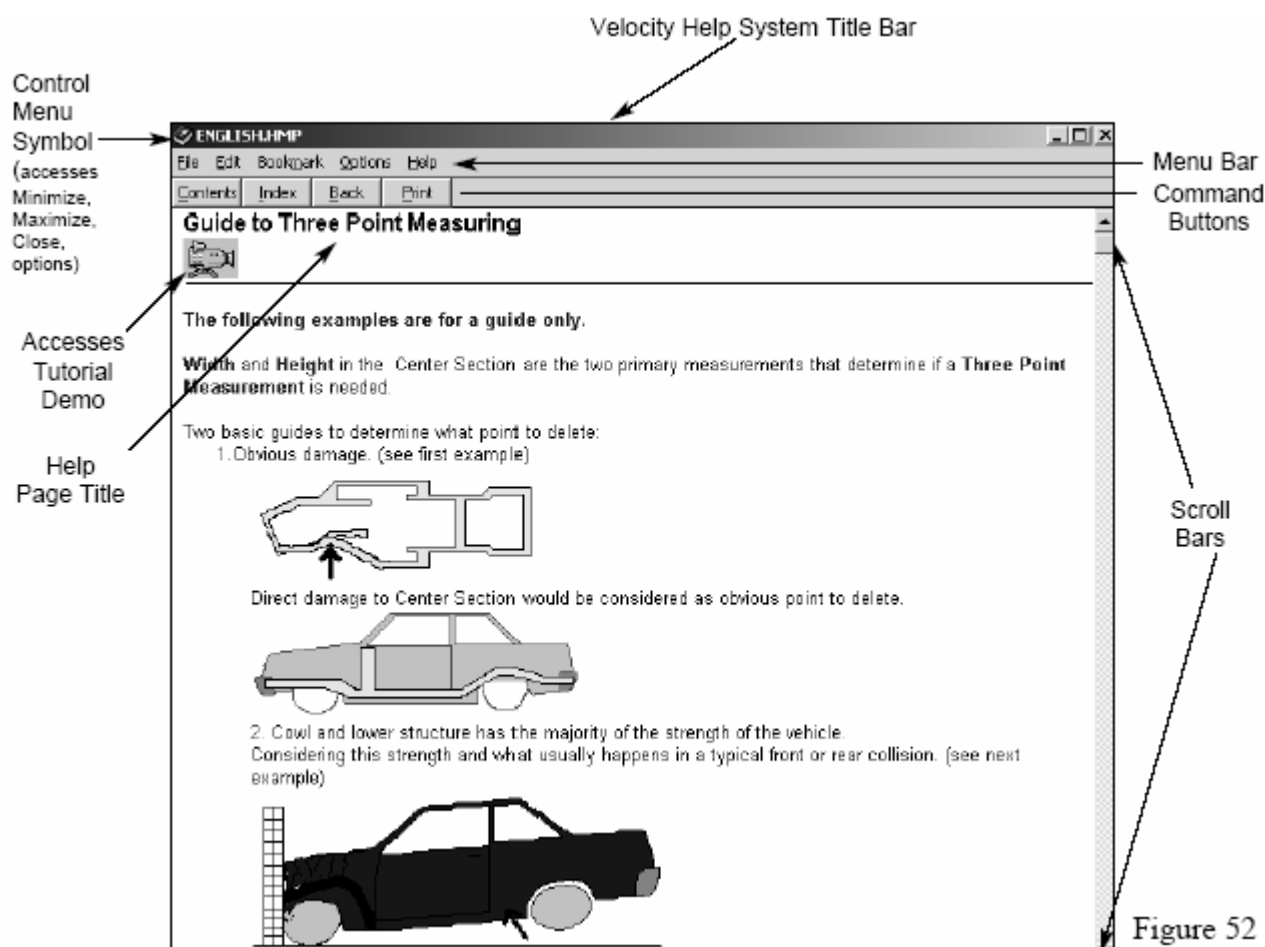 Velocity Help System Title Bar
Control
Menu
Symbol
(accesses
Minimize,
Maximize,
Close,
options)
ENGLISH.HMP
File Edit Bookmark Options Help
Menu Bar
Contents Index Back Print
Command
Buttons
Guide to Three Point Measuring
The following examples are for a guide only.
Accesses
Tutorial
Demo
Width and Height in the Center Section are the two primary measurements that determine if a Three Point
Measurement is needed.
Two basic guides to determine what point to delete:
1.Obvious damage. (see first example)
Help
Page Title
Scroll
Bars
Direct damage to Center Section would be considered as obvious point to delete.
2. Cowl and lower structure has the majority of the strength of the vehicle.
Considering this strength and what usually happens in a typical front or rear collision. (see next
example)
Figure 52